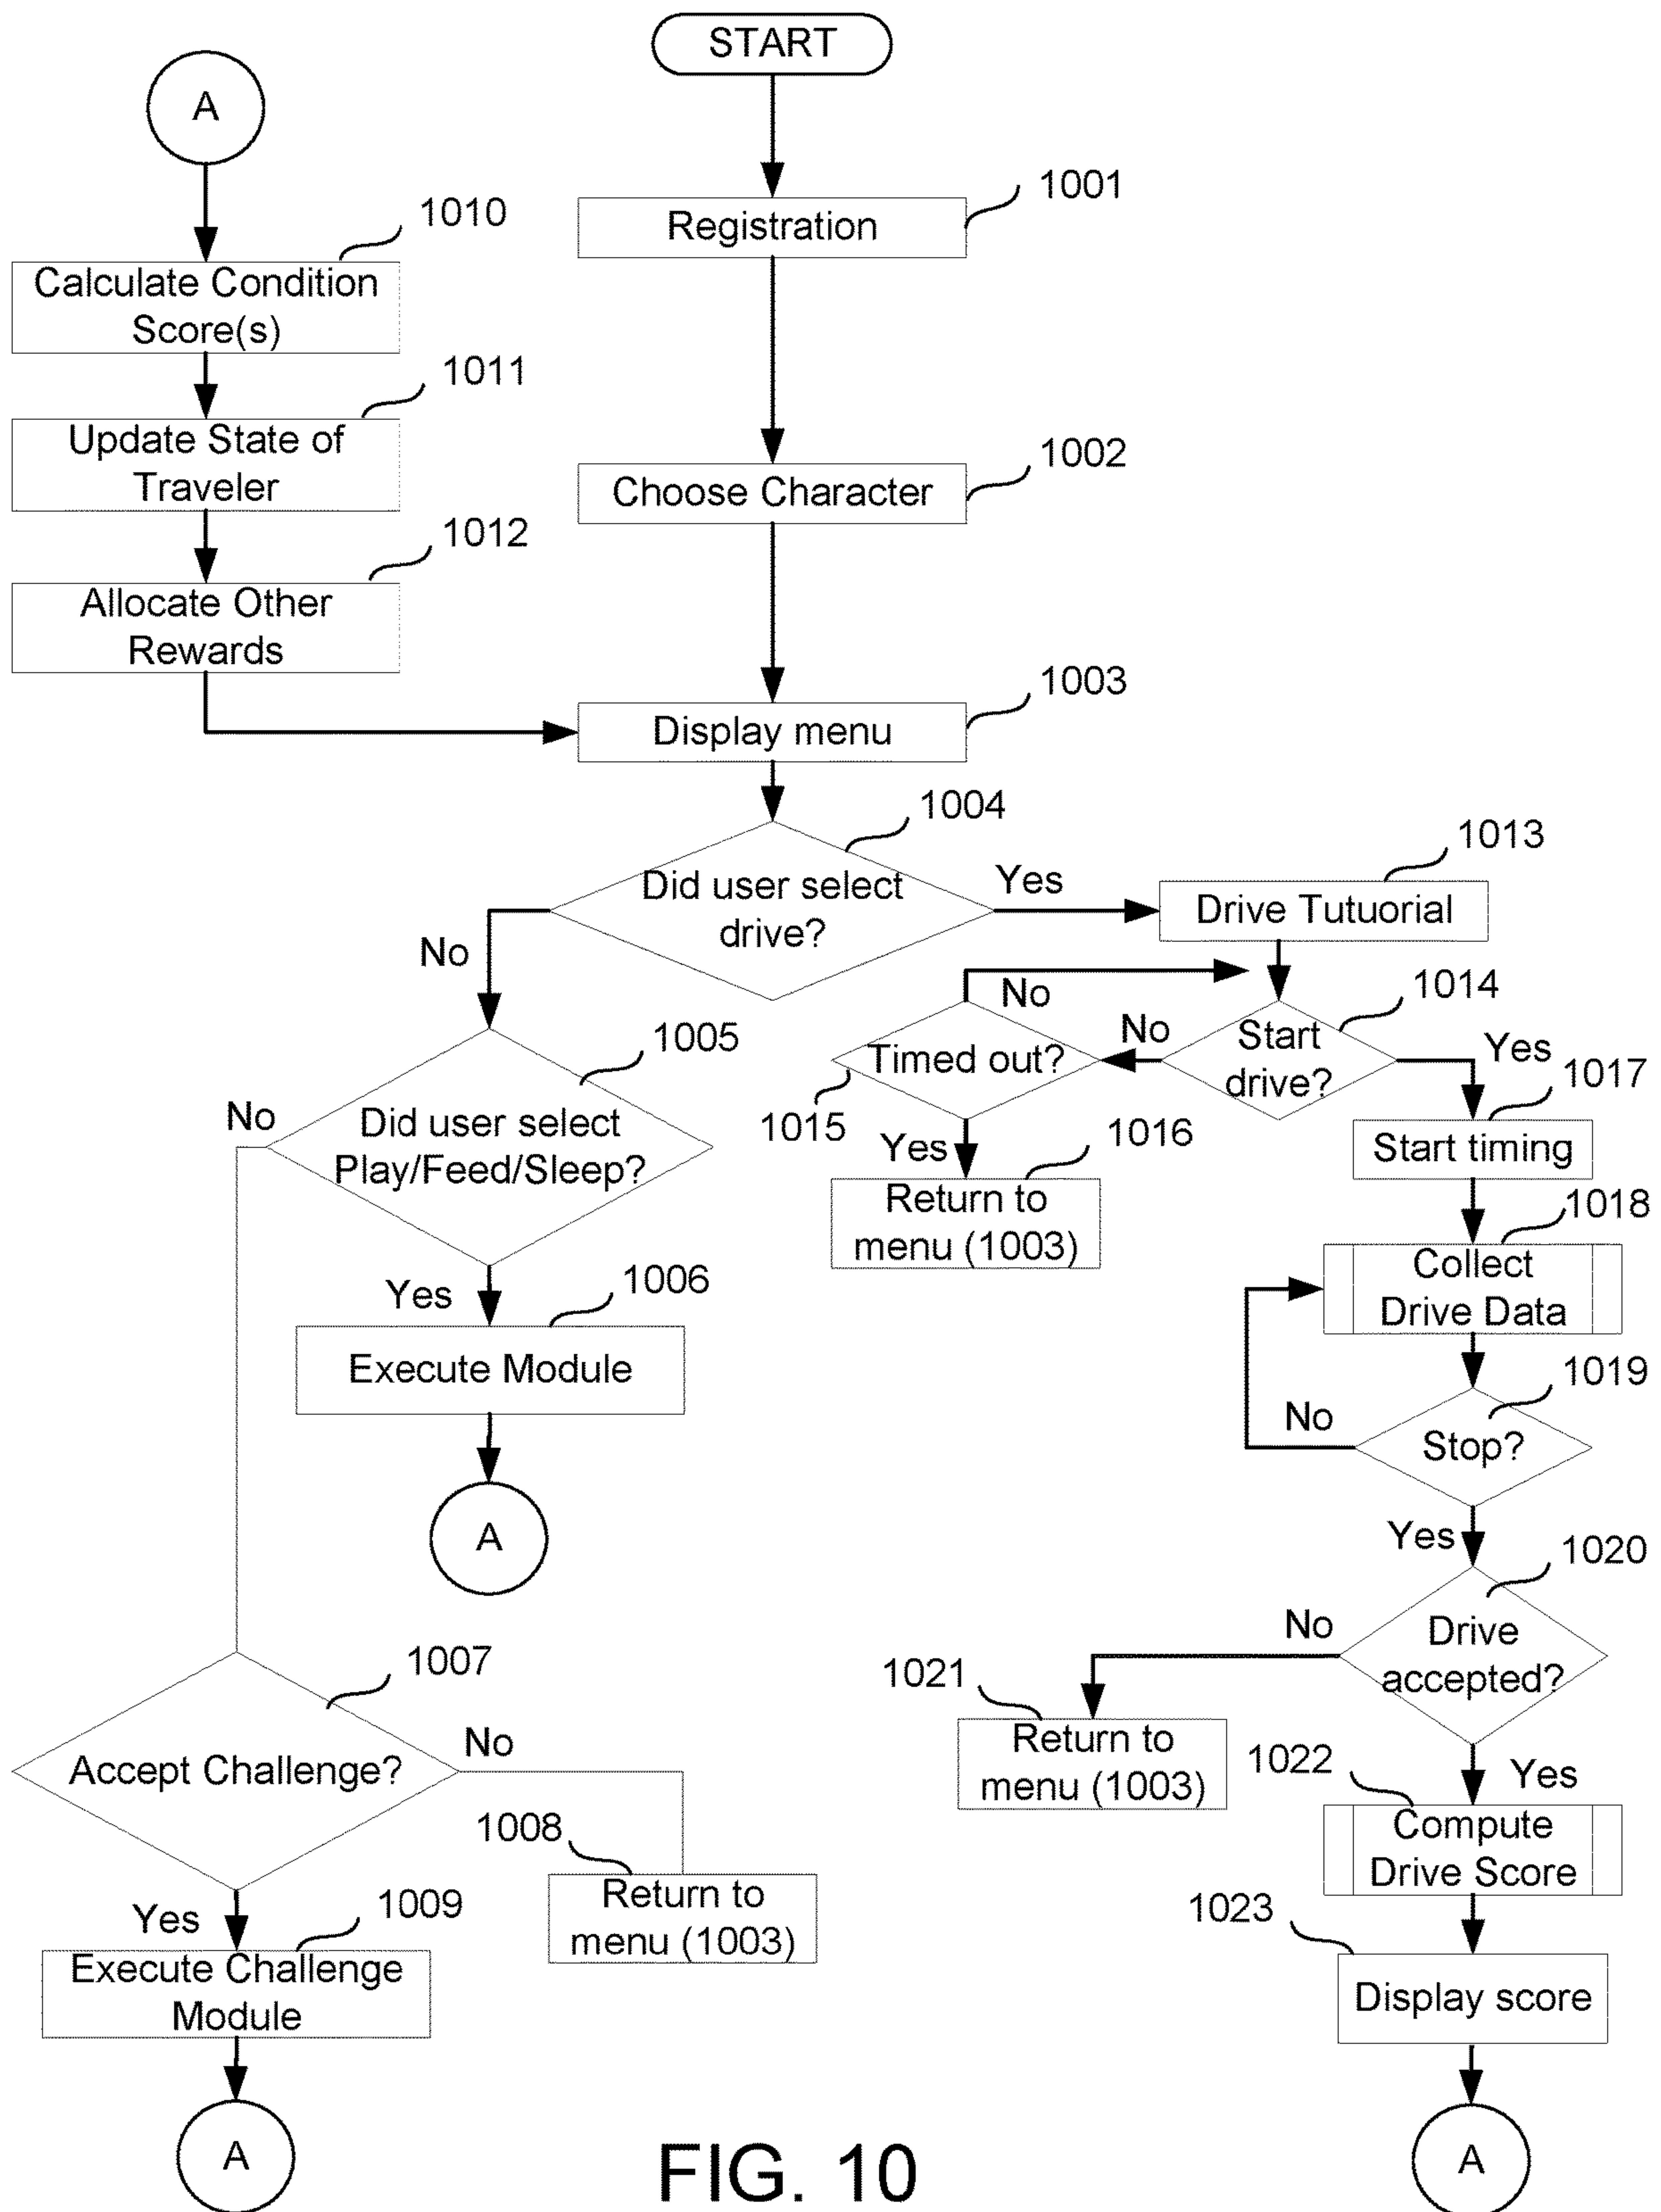 START
A
1001
Registration
1010
Calculate Condition
Score(s)
1011
Update State of
Traveler
1002
Choose Character
1012
Allocate Other
Rewards
1003
Display menu
1004
Did user select
drive?
Yes
No
1013
Drive Tutuorial
1014
Start
drive?
No
Yes
1015
Timed out?
No
Yes
1016
Return to
menu (1003)
1017
Start timing
1018
Collect
Drive Data
1019
Stop?
No
Yes
1005
Did user select
Play/Feed/Sleep?
No
Yes
1006
Execute Module
A
1020
Drive
accepted?
No
Yes
1021
Return to
menu (1003)
1022
Compute
Drive Score
1023
Display score
A
1007
Accept Challenge?
No
Yes
1008
Return to
menu (1003)
1009
Execute Challenge
Module
A
FIG. 10